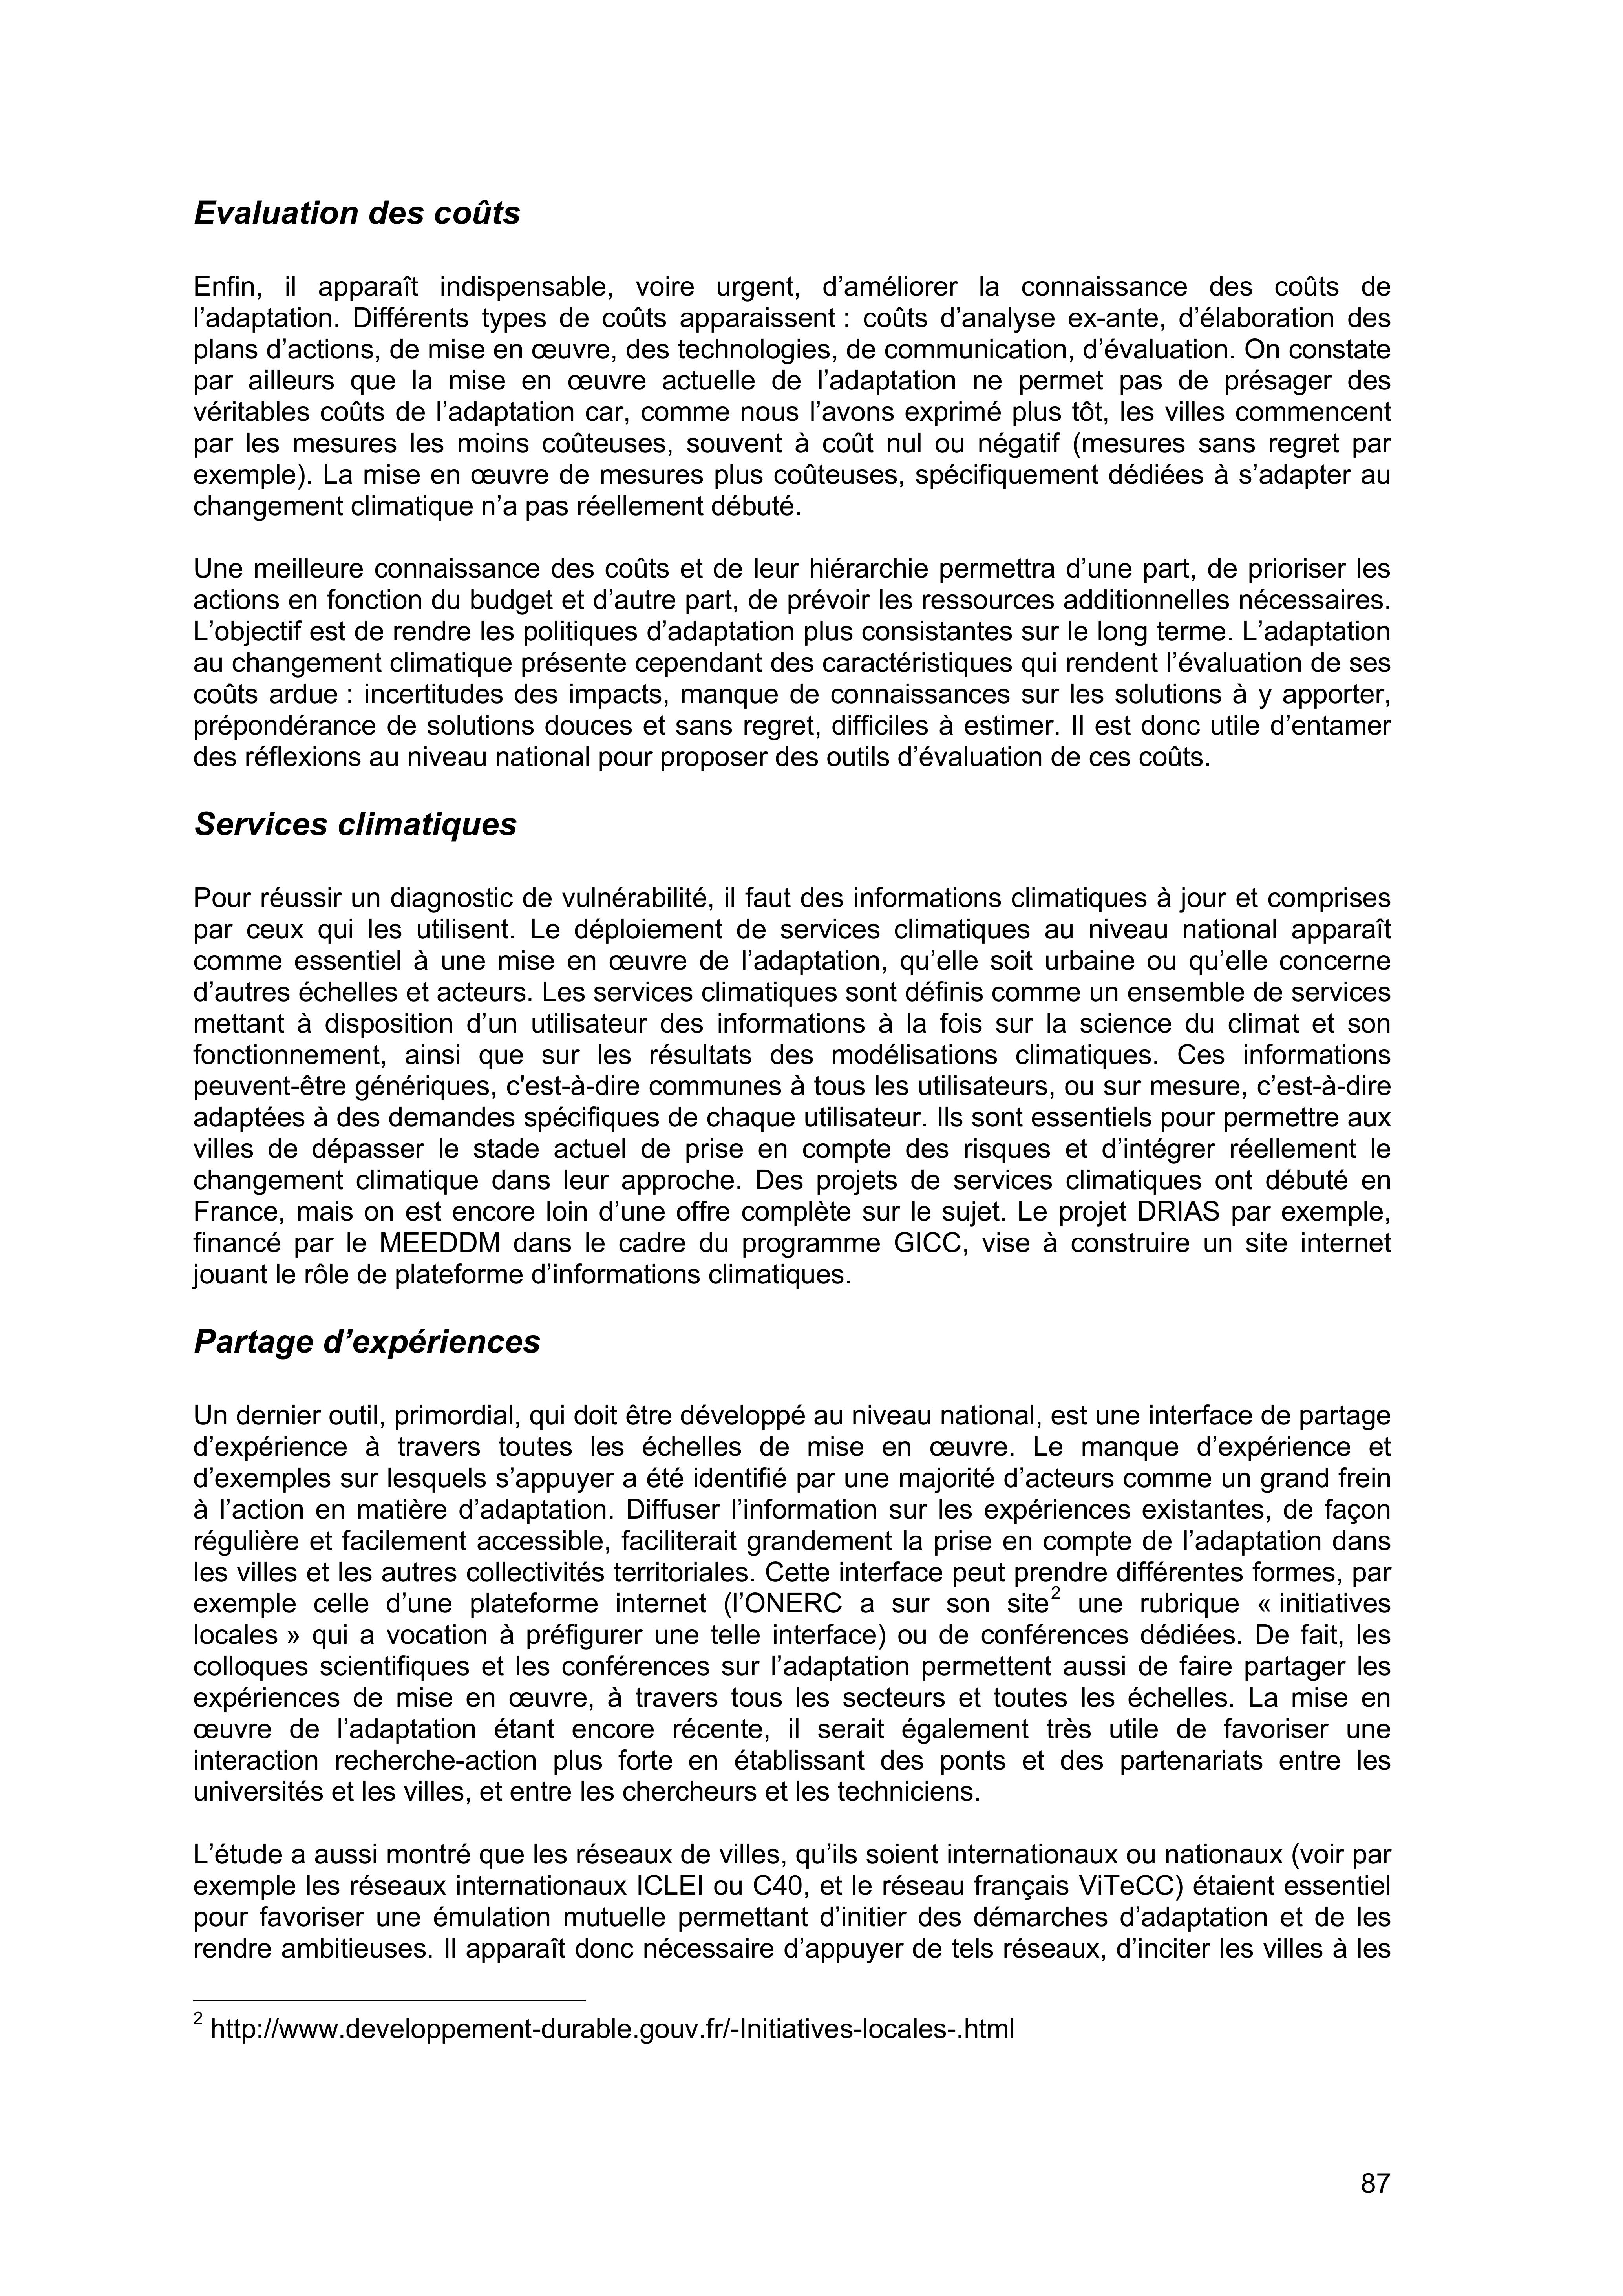 Evaluation des coûts
Enfin, il apparaît indispensable, voire urgent, d’améliorer la connaissance des coûts de
l’adaptation. Différents types de coûts apparaissent : coûts d’analyse ex-ante, d’élaboration des
plans d’actions, de mise en œuvre, des technologies, de communication, d’évaluation. On constate
par ailleurs que la mise en œuvre actuelle de l’adaptation ne permet pas de présager des
véritables coûts de l’adaptation car, comme nous l’avons exprimé plus tôt, les villes commencent
par les mesures les moins coûteuses, souvent à coût nul ou négatif (mesures sans regret par
exemple). La mise en œuvre de mesures plus coûteuses, spécifiquement dédiées à s’adapter au
changement climatique n’a pas réellement débuté.
Une meilleure connaissance des coûts et de leur hiérarchie permettra d’une part, de prioriser les
actions en fonction du budget et d’autre part, de prévoir les ressources additionnelles nécessaires.
L’objectif est de rendre les politiques d’adaptation plus consistantes sur le long terme. L’adaptation
au changement climatique présente cependant des caractéristiques qui rendent l’évaluation de ses
coûts ardue : incertitudes des impacts, manque de connaissances sur les solutions à y apporter,
prépondérance de solutions douces et sans regret, difficiles à estimer. Il est donc utile d’entamer
des réflexions au niveau national pour proposer des outils d’évaluation de ces coûts.
Services climatiques
Pour réussir un diagnostic de vulnérabilité, il faut des informations climatiques à jour et comprises
par ceux qui les utilisent. Le déploiement de services climatiques au niveau national apparaît
comme essentiel à une mise en œuvre de l’adaptation, qu’elle soit urbaine ou qu’elle concerne
d’autres échelles et acteurs. Les services climatiques sont définis comme un ensemble de services
mettant à disposition d’un utilisateur des informations à la fois sur la science du climat et son
fonctionnement, ainsi que sur les résultats des modélisations climatiques. Ces informations
peuvent-être génériques, c'est-à-dire communes à tous les utilisateurs, ou sur mesure, c’est-à-dire
adaptées à des demandes spécifiques de chaque utilisateur. Ils sont essentiels pour permettre aux
villes de dépasser le stade actuel de prise en compte des risques et d’intégrer réellement le
changement climatique dans leur approche. Des projets de services climatiques ont débuté en
France, mais on est encore loin d’une offre complète sur le sujet. Le projet DRIAS par exemple,
financé par le MEEDDM dans le cadre du programme GICC, vise à construire un site internet
jouant le rôle de plateforme d’informations climatiques.
Partage d’expériences
Un dernier outil, primordial, qui doit être développé au niveau national, est une interface de partage
d’expérience à travers toutes les échelles de mise en œuvre. Le manque d’expérience et
d’exemples sur lesquels s’appuyer a été identifié par une majorité d’acteurs comme un grand frein
à l’action en matière d’adaptation. Diffuser l’information sur les expériences existantes, de façon
régulière et facilement accessible, faciliterait grandement la prise en compte de l’adaptation dans
les villes et les autres collectivités territoriales. Cette interface peut prendre différentes formes, par
exemple celle d’une plateforme internet (l’ONERC a sur son site2 une rubrique « initiatives
locales » qui a vocation à préfigurer une telle interface) ou de conférences dédiées. De fait, les
colloques scientifiques et les conférences sur l’adaptation permettent aussi de faire partager les
expériences de mise en œuvre, à travers tous les secteurs et toutes les échelles. La mise en
œuvre de l’adaptation étant encore récente, il serait également très utile de favoriser une
interaction recherche-action plus forte en établissant des ponts et des partenariats entre les
universités et les villes, et entre les chercheurs et les techniciens.
L’étude a aussi montré que les réseaux de villes, qu’ils soient internationaux ou nationaux (voir par
exemple les réseaux internationaux ICLEI ou C40, et le réseau français ViTeCC) étaient essentiel
pour favoriser une émulation mutuelle permettant d’initier des démarches d’adaptation et de les
rendre ambitieuses. Il apparaît donc nécessaire d’appuyer de tels réseaux, d’inciter les villes à les
2 http://www.developpement-durable.gouv.fr/-Initiatives-locales-.html
87